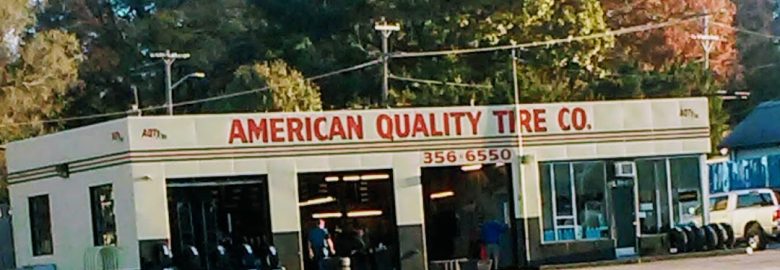 AMERICAN QUALITY TIRE CO.
356-6550